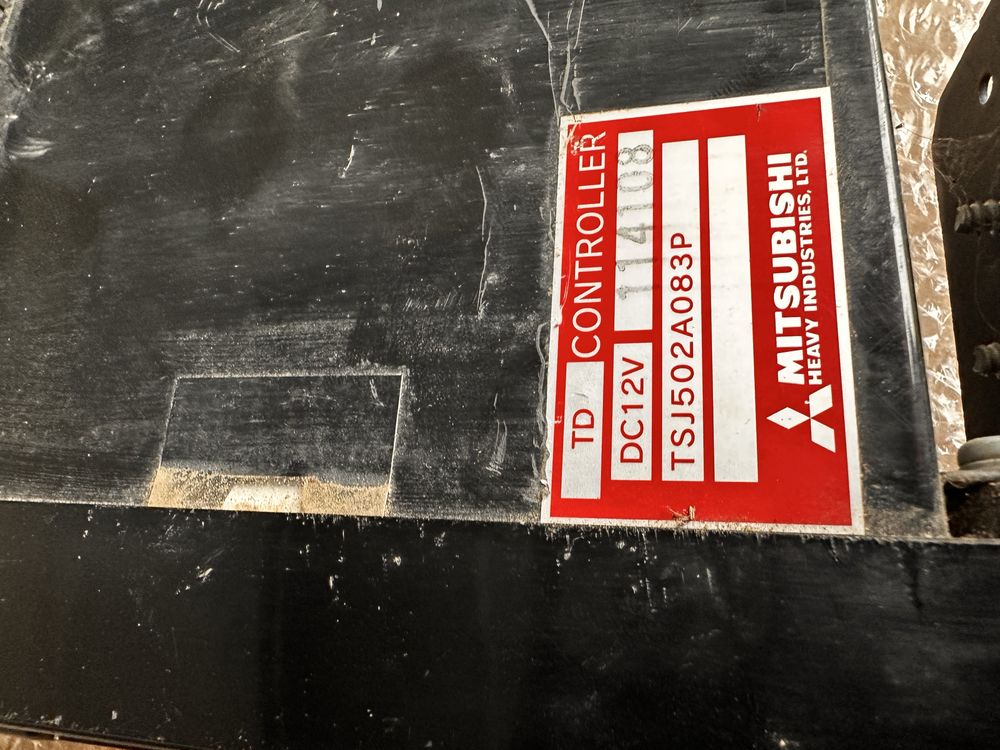 TD CONTROLLER
DC12V 114108
TSJ502A083P
MITSUBISHI
HEAVY INDUSTRIES, LTD.